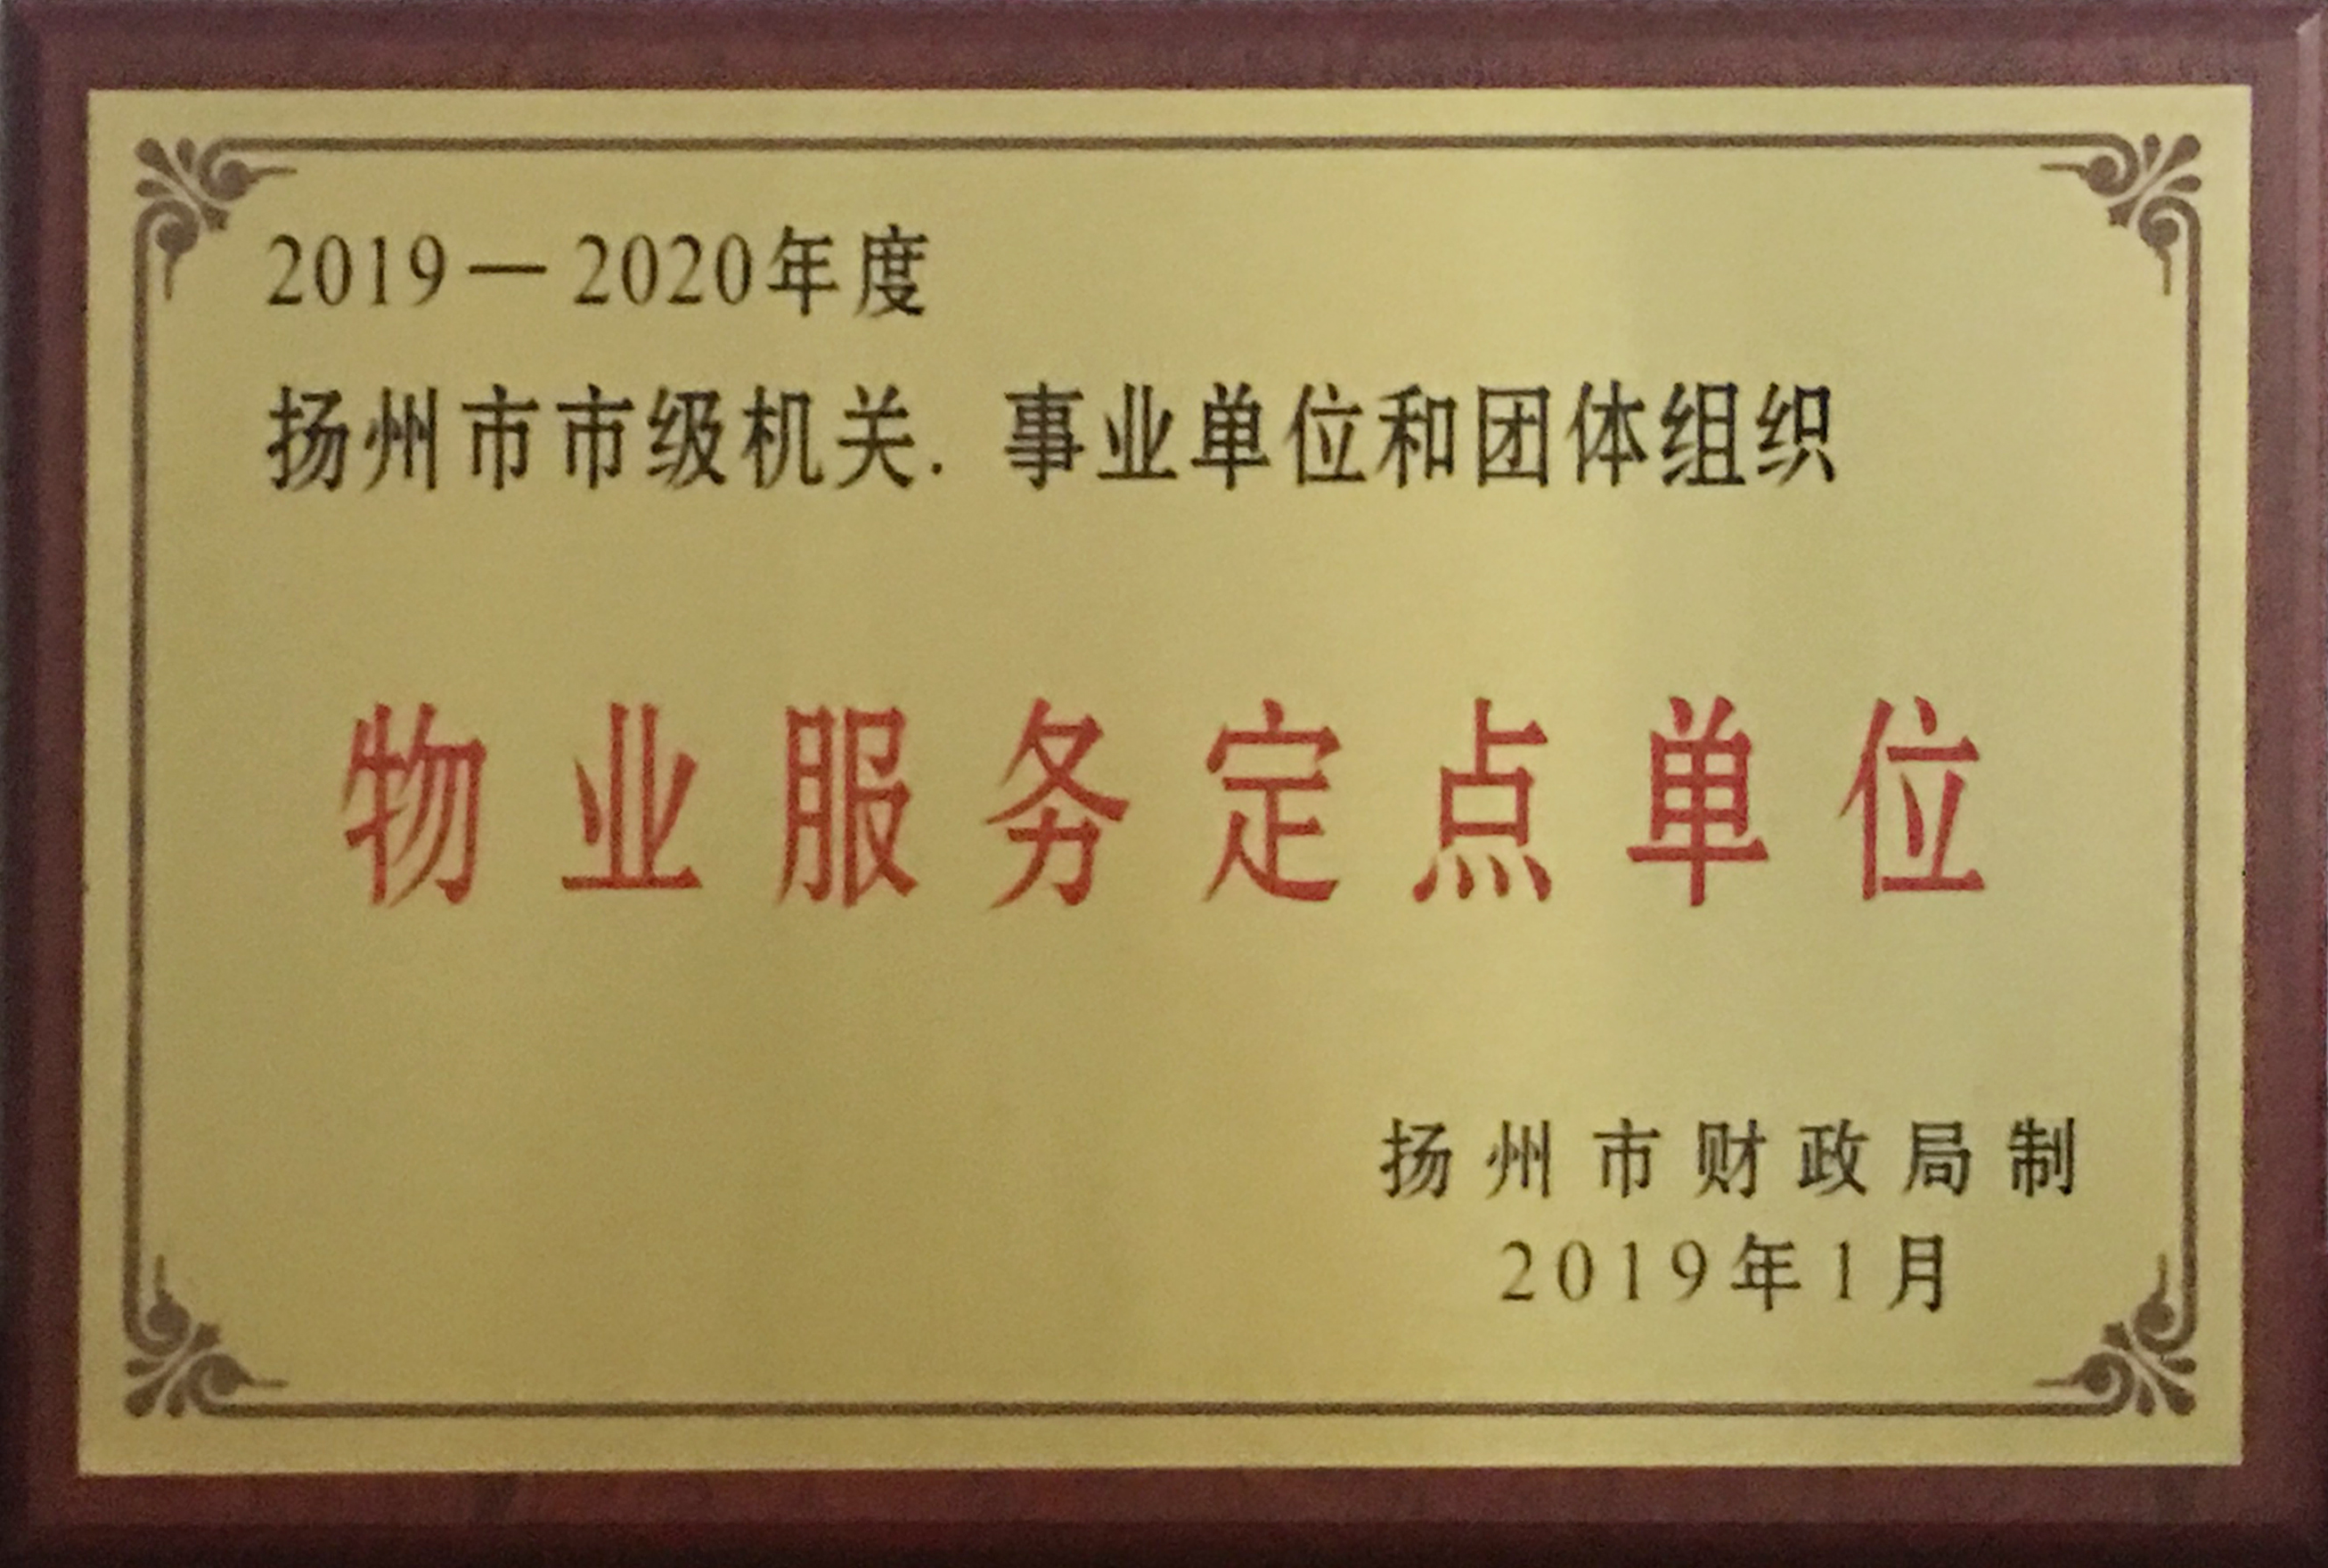 2019－2020年度
扬州市市级机关. 事业单位和团体组织
物业服务定点单位
扬州市财政局制
2019年1月